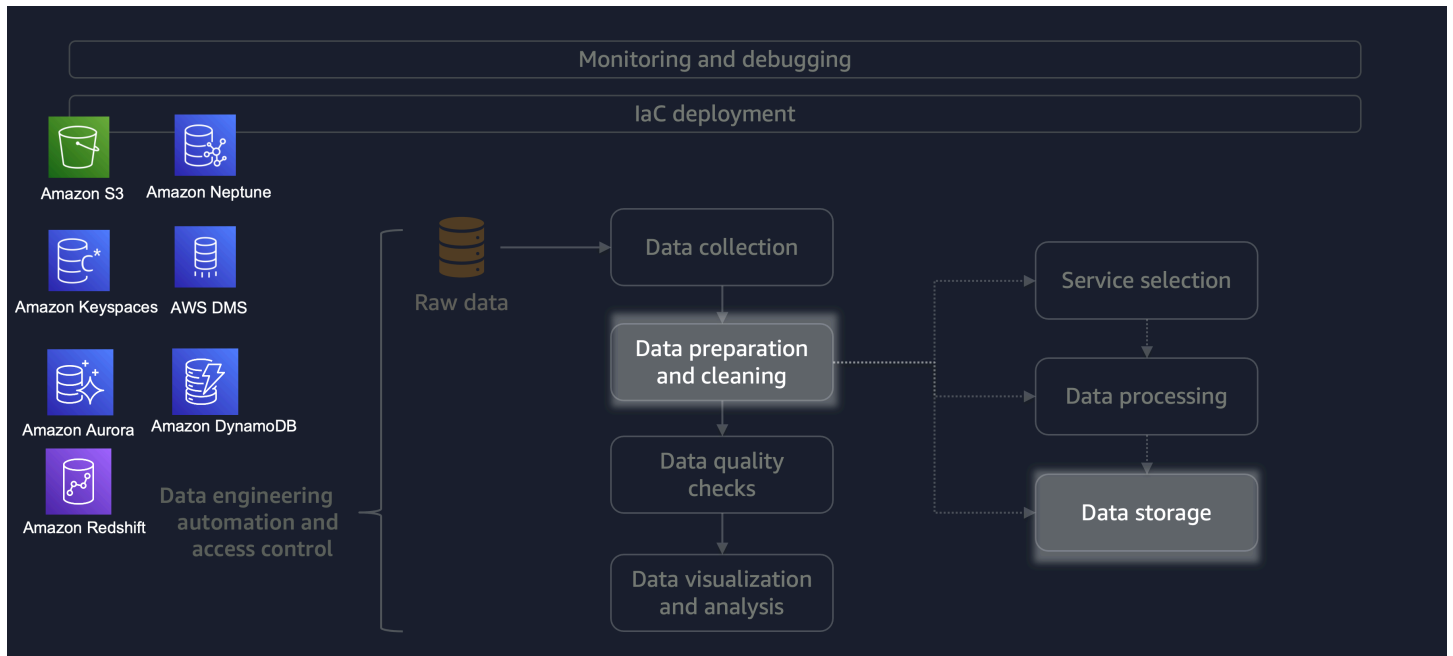 Monitoring and debugging
IaC deployment
Amazon S3
Amazon Neptune
Amazon Keyspaces
AWS DMS
Amazon Aurora
Amazon DynamoDB
Amazon Redshift
Data engineering
automation and
access control
Raw data
Data collection
Data preparation
and cleaning
Data quality
checks
Data visualization
and analysis
Service selection
Data processing
Data storage